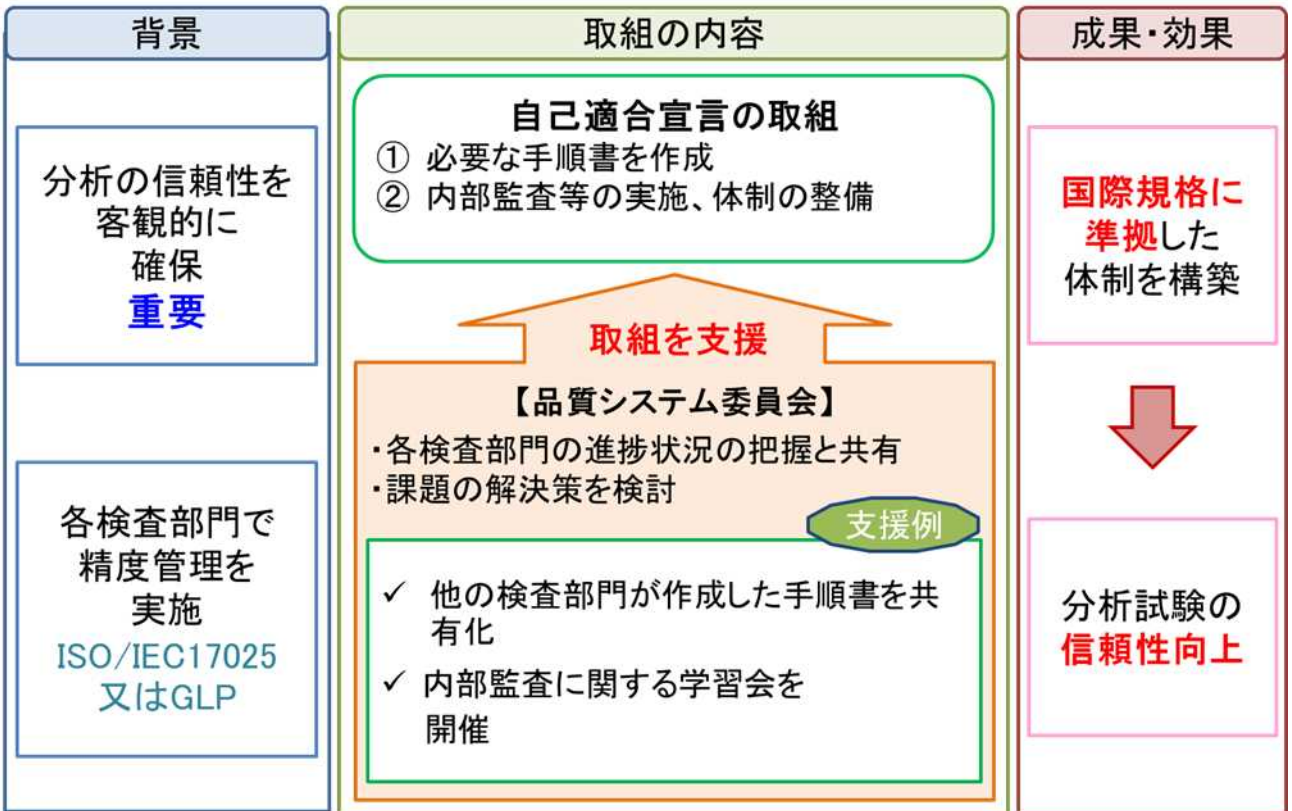 背景
分析の信頼性を
客観的に
確保
重要
各検査部門で
精度管理を
実施
ISO/IEC17025
又はGLP
取組の内容
自己適合宣言の取組
① 必要な手順書を作成
② 内部監査等の実施、体制の整備
取組を支援
【品質システム委員会】
・各検査部門の進捗状況の把握と共有
・課題の解決策を検討
支援例
✓ 他の検査部門が作成した手順書を共
有化
✓ 内部監査に関する学習会を
開催
成果・効果
国際規格に
準拠した
体制を構築
分析試験の
信頼性向上